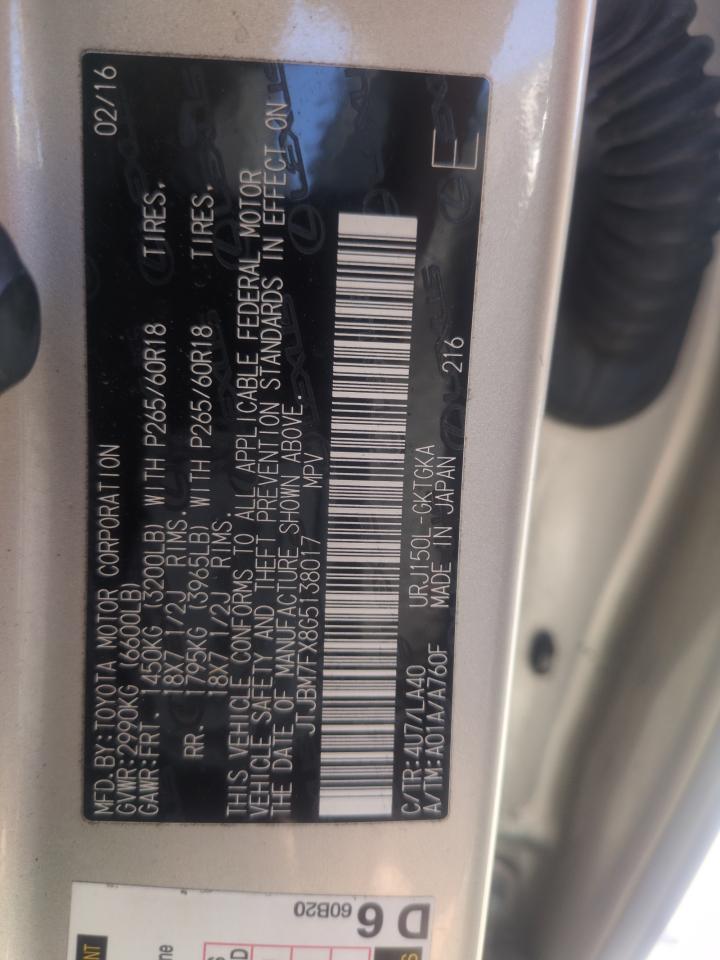 MFD.BY:TOYOTA MOTOR CORPORATION 02/16
GVWR:2990KG (6600LB)
GAWR:FRT. 1450KG (3200LB) WITH P265/60R18 TIRES,
18X7 1/2J RIMS.
RR. 1795KG (3965LB) WITH P265/60R18 TIRES,
18X7 1/2J RIMS.
THIS VEHICLE CONFORMS TO ALL APPLICABLE FEDERAL MOTOR
VEHICLE SAFETY AND THEFT PREVENTION STANDARDS IN EFFECT ON
THE DATE OF MANUFACTURE SHOWN ABOVE.
JTJBM7FX8G5138017 MPV
C/TR:4U7/LA40 URJ150L-GKTGKA
A/TM:A01A/A760F MADE IN JAPAN 216
E
LEXUS
D 6
60B20